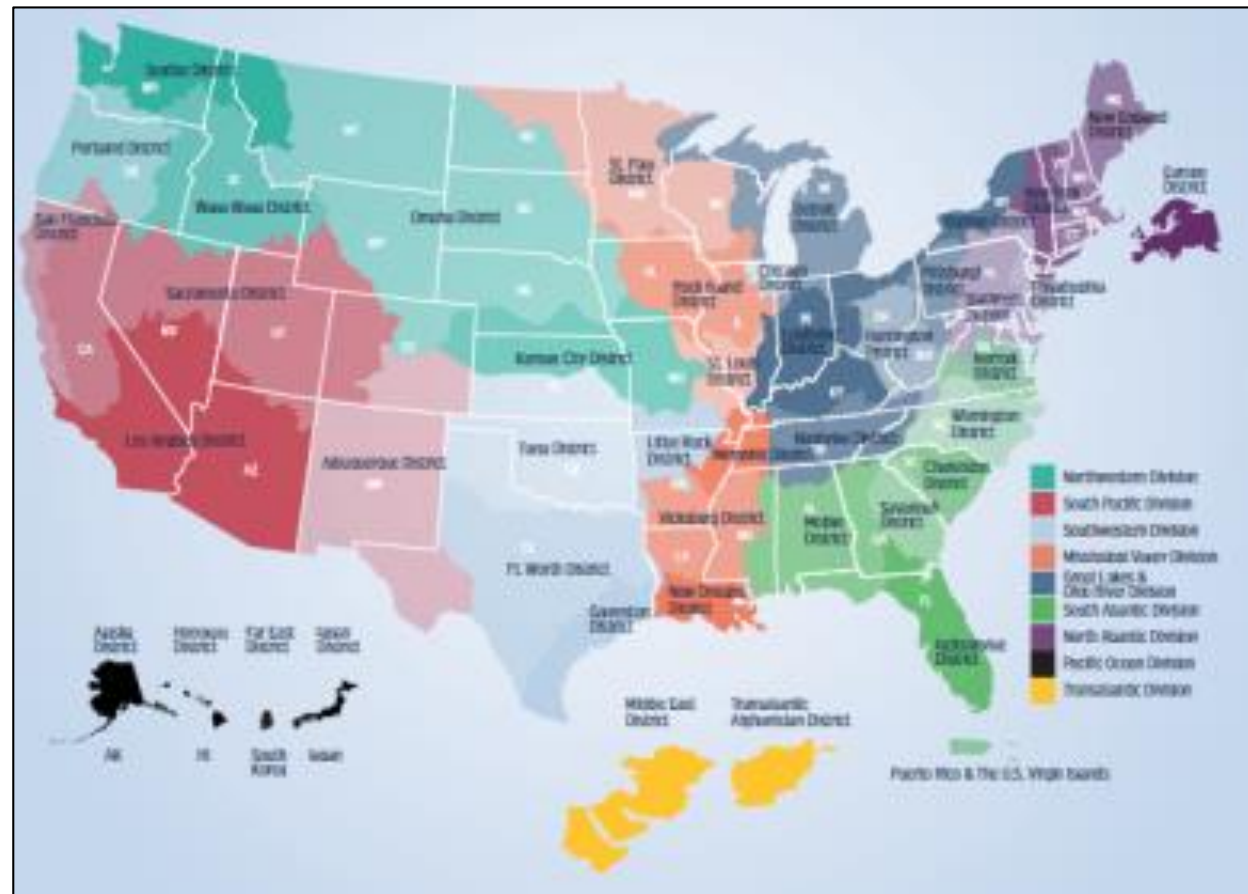 Seattle District
Portland District
Walla Walla District
San Francisco
District
Sacramento District
Los Angeles District
Albuquerque District
Omaha District
Kansas City District
Tulsa District
Ft. Worth District
Galveston
District
Little Rock
District
St. Paul
District
Rock Island
District
St. Louis
District
Memphis District
Vicksburg District
New Orleans
District
Detroit
District
Chicago
District
Louisville
District
Nashville District
Huntington
District
Pittsburgh
District
Buffalo District
New England
District
New York
District
Philadelphia
District
Baltimore
District
Norfolk
District
Wilmington
District
Charleston
District
Savannah
District
Mobile
District
Jacksonville
District
Europe
District
CA
NV
UT
AZ
Northwestern Division
South Pacific Division
Southwestern Division
Mississippi Valley Division
Great Lakes &
Ohio River Division
South Atlantic Division
North Atlantic Division
Pacific Ocean Division
Transatlantic Division
Alaska
District
Honolulu
District
Far East
District
Japan
District
AK
HI
South
Korea
Japan
Middle East
District
Transatlantic
Afghanistan District
Puerto Rico & The U.S. Virgin Islands